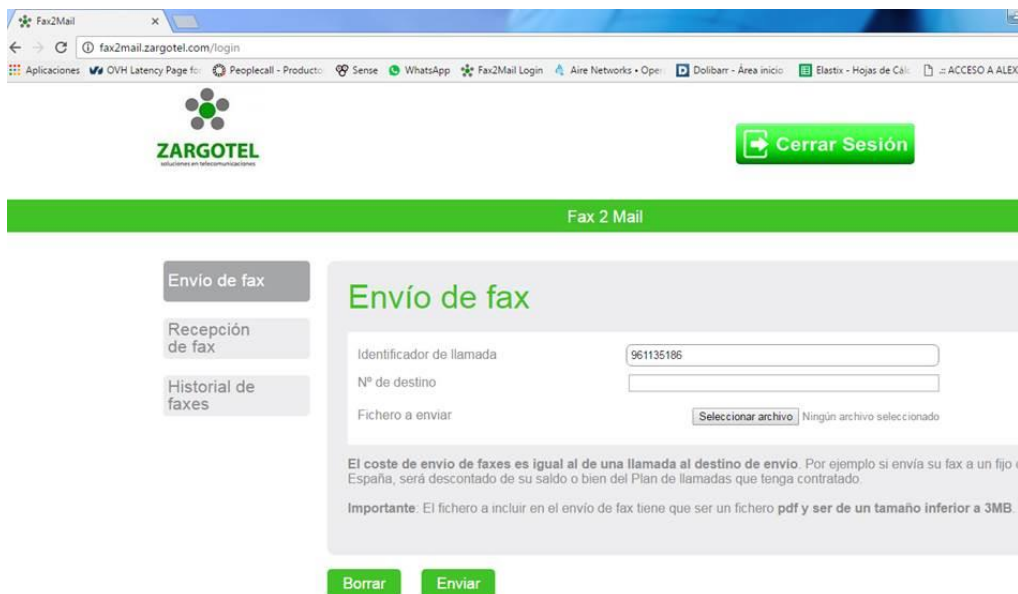 Fax2Mail
fax2mail.zargotel.com/login
Aplicaciones OVH Latency Page for Peoplecall - Producto Sense WhatsApp Fax2Mail Login Aire Networks • Oper Dolibarr - Área inicio Elastix - Hojas de Cálc .:: ACCESO A ALEX
ZARGOTEL
soluciones en telecomunicaciones
Cerrar Sesión
Fax 2 Mail
Envío de fax
Recepción
de fax
Historial de
faxes
Envío de fax
Identificador de llamada 961135186
Nº de destino
Fichero a enviar Seleccionar archivo Ningún archivo seleccionado
El coste de envio de faxes es igual al de una llamada al destino de envio. Por ejemplo si envía su fax a un fijo
España, será descontado de su saldo o bien del Plan de llamadas que tenga contratado.
Importante: El fichero a incluir en el envío de fax tiene que ser un fichero pdf y ser de un tamaño inferior a 3MB.
Borrar Enviar